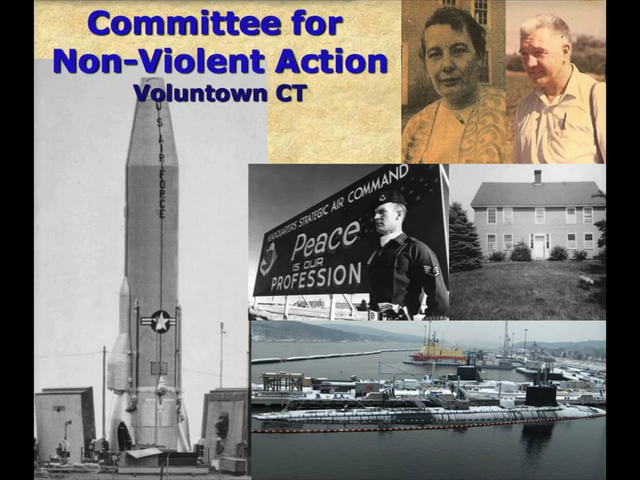 Committee for
Non-Violent Action
Voluntown CT
U S AIR FORCE
HEADQUARTERS STRATEGIC AIR COMMAND
Peace
IS OUR
PROFESSION